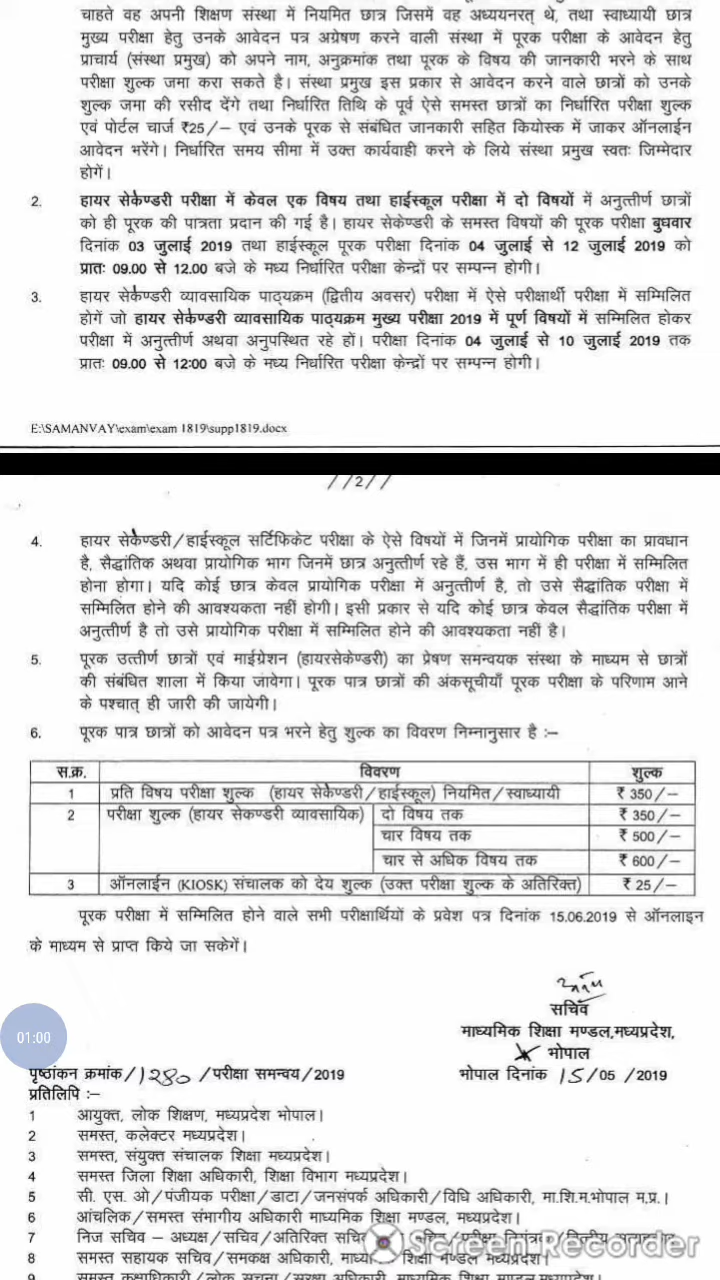 चाहते वह अपनी शिक्षण संस्था में नियमित छात्र जिसमें वह अध्ययनरत् थे, तथा स्वाध्यायी छात्र
मुख्य परीक्षा हेतु उनके आवेदन पत्र अग्रेषण करने वाली संस्था में पूरक परीक्षा के आवेदन हेतु
प्राचार्य (संस्था प्रमुख) को अपने नाम, अनुक्रमांक तथा पूरक के विषय की जानकारी भरने के साथ
परीक्षा शुल्क जमा करा सकते है। संस्था प्रमुख इस प्रकार से आवेदन करने वाले छात्रों को उनके
शुल्क जमा की रसीद देंगे तथा निर्धारित तिथि के पूर्व ऐसे समस्त छात्रों का निर्धारित परीक्षा शुल्क
एवं पोर्टल चार्ज ₹25/– एवं उनके पूरक से संबंधित जानकारी सहित कियोस्क में जाकर ऑनलाईन
आवेदन भरेंगे। निर्धारित समय सीमा में उक्त कार्यवाही करने के लिये संस्था प्रमुख स्वतः जिम्मेदार
होगें।
2. हायर सेकेण्डरी परीक्षा में केवल एक विषय तथा हाईस्कूल परीक्षा में दो विषयों में अनुत्तीर्ण छात्रों
को ही पूरक की पात्रता प्रदान की गई है। हायर सेकेण्डरी के समस्त विषयों की पूरक परीक्षा बुधवार
दिनांक 03 जुलाई 2019 तथा हाईस्कूल पूरक परीक्षा दिनांक 04 जुलाई से 12 जुलाई 2019 को
प्रातः 09.00 से 12.00 बजे के मध्य निर्धारित परीक्षा केन्द्रों पर सम्पन्न होगी।
3. हायर सेकेण्डरी व्यावसायिक पाठ्यक्रम (द्वितीय अवसर) परीक्षा में ऐसे परीक्षार्थी परीक्षा में सम्मिलित
होगें जो हायर सेकेण्डरी व्यावसायिक पाठ्यक्रम मुख्य परीक्षा 2019 में पूर्ण विषयों में सम्मिलित होकर
परीक्षा में अनुत्तीर्ण अथवा अनुपस्थित रहे हों। परीक्षा दिनांक 04 जुलाई से 10 जुलाई 2019 तक
प्रातः 09.00 से 12:00 बजे के मध्य निर्धारित परीक्षा केन्द्रों पर सम्पन्न होगी।
E:\SAMANVAY\exam\exam 1819\supp1819.docx
//2//
4. हायर सेकेण्डरी/हाईस्कूल सर्टिफिकेट परीक्षा के ऐसे विषयों में जिनमें प्रायोगिक परीक्षा का प्रावधान
है, सैद्धांतिक अथवा प्रायोगिक भाग जिनमें छात्र अनुत्तीर्ण रहे हैं, उस भाग में ही परीक्षा में सम्मिलित
होना होगा। यदि कोई छात्र केवल प्रायोगिक परीक्षा में अनुत्तीर्ण है, तो उसे सैद्धांतिक परीक्षा में
सम्मिलित होने की आवश्यकता नहीं होगी। इसी प्रकार से यदि कोई छात्र केवल सैद्धांतिक परीक्षा में
अनुत्तीर्ण है तो उसे प्रायोगिक परीक्षा में सम्मिलित होने की आवश्यकता नहीं है।
5. पूरक उत्तीर्ण छात्रों एवं माईग्रेशन (हायरसेकेण्डरी) का प्रेषण समन्वयक संस्था के माध्यम से छात्रों
की संबंधित शाला में किया जावेगा। पूरक पात्र छात्रों की अंकसूचीयाँ पूरक परीक्षा के परिणाम आने
के पश्चात् ही जारी की जायेगी।
6. पूरक पात्र छात्रों को आवेदन पत्र भरने हेतु शुल्क का विवरण निम्नानुसार है :–
स.क्र. विवरण शुल्क
1 प्रति विषय परीक्षा शुल्क (हायर सेकेण्डरी/हाईस्कूल) नियमित/स्वाध्यायी ₹ 350/–
2 परीक्षा शुल्क (हायर सेकण्डरी व्यावसायिक) दो विषय तक ₹ 350/–
चार विषय तक ₹ 500/–
चार से अधिक विषय तक ₹ 600/–
3 ऑनलाईन (KIOSK) संचालक को देय शुल्क (उक्त परीक्षा शुल्क के अतिरिक्त) ₹ 25/–
पूरक परीक्षा में सम्मिलित होने वाले सभी परीक्षार्थियों के प्रवेश पत्र दिनांक 15.06.2019 से ऑनलाइन
के माध्यम से प्राप्त किये जा सकेगें।
सचिव
माध्यमिक शिक्षा मण्डल,मध्यप्रदेश,
भोपाल
01:00
पृष्ठांकन क्रमांक/1280/परीक्षा समन्वय/2019 भोपाल दिनांक 15/05 /2019
प्रतिलिपि :–
1 आयुक्त, लोक शिक्षण, मध्यप्रदेश भोपाल।
2 समस्त, कलेक्टर मध्यप्रदेश।
3 समस्त, संयुक्त संचालक शिक्षा मध्यप्रदेश।
4 समस्त जिला शिक्षा अधिकारी, शिक्षा विभाग मध्यप्रदेश।
5 सी. एस. ओ/पंजीयक परीक्षा/डाटा/जनसंपर्क अधिकारी/विधि अधिकारी, मा.शि.म.भोपाल म.प्र.।
6 आंचलिक/समस्त संभागीय अधिकारी माध्यमिक शिक्षा मण्डल, मध्यप्रदेश।
7 निज सचिव – अध्यक्ष/सचिव/अतिरिक्त
8 समस्त सहायक सचिव/समकक्ष अधिकारी, शिक्षा मण्डल मध्यप्रदेश।
Screen Recorder
9 समस्त कक्षाधिकारी/लोक सूचना